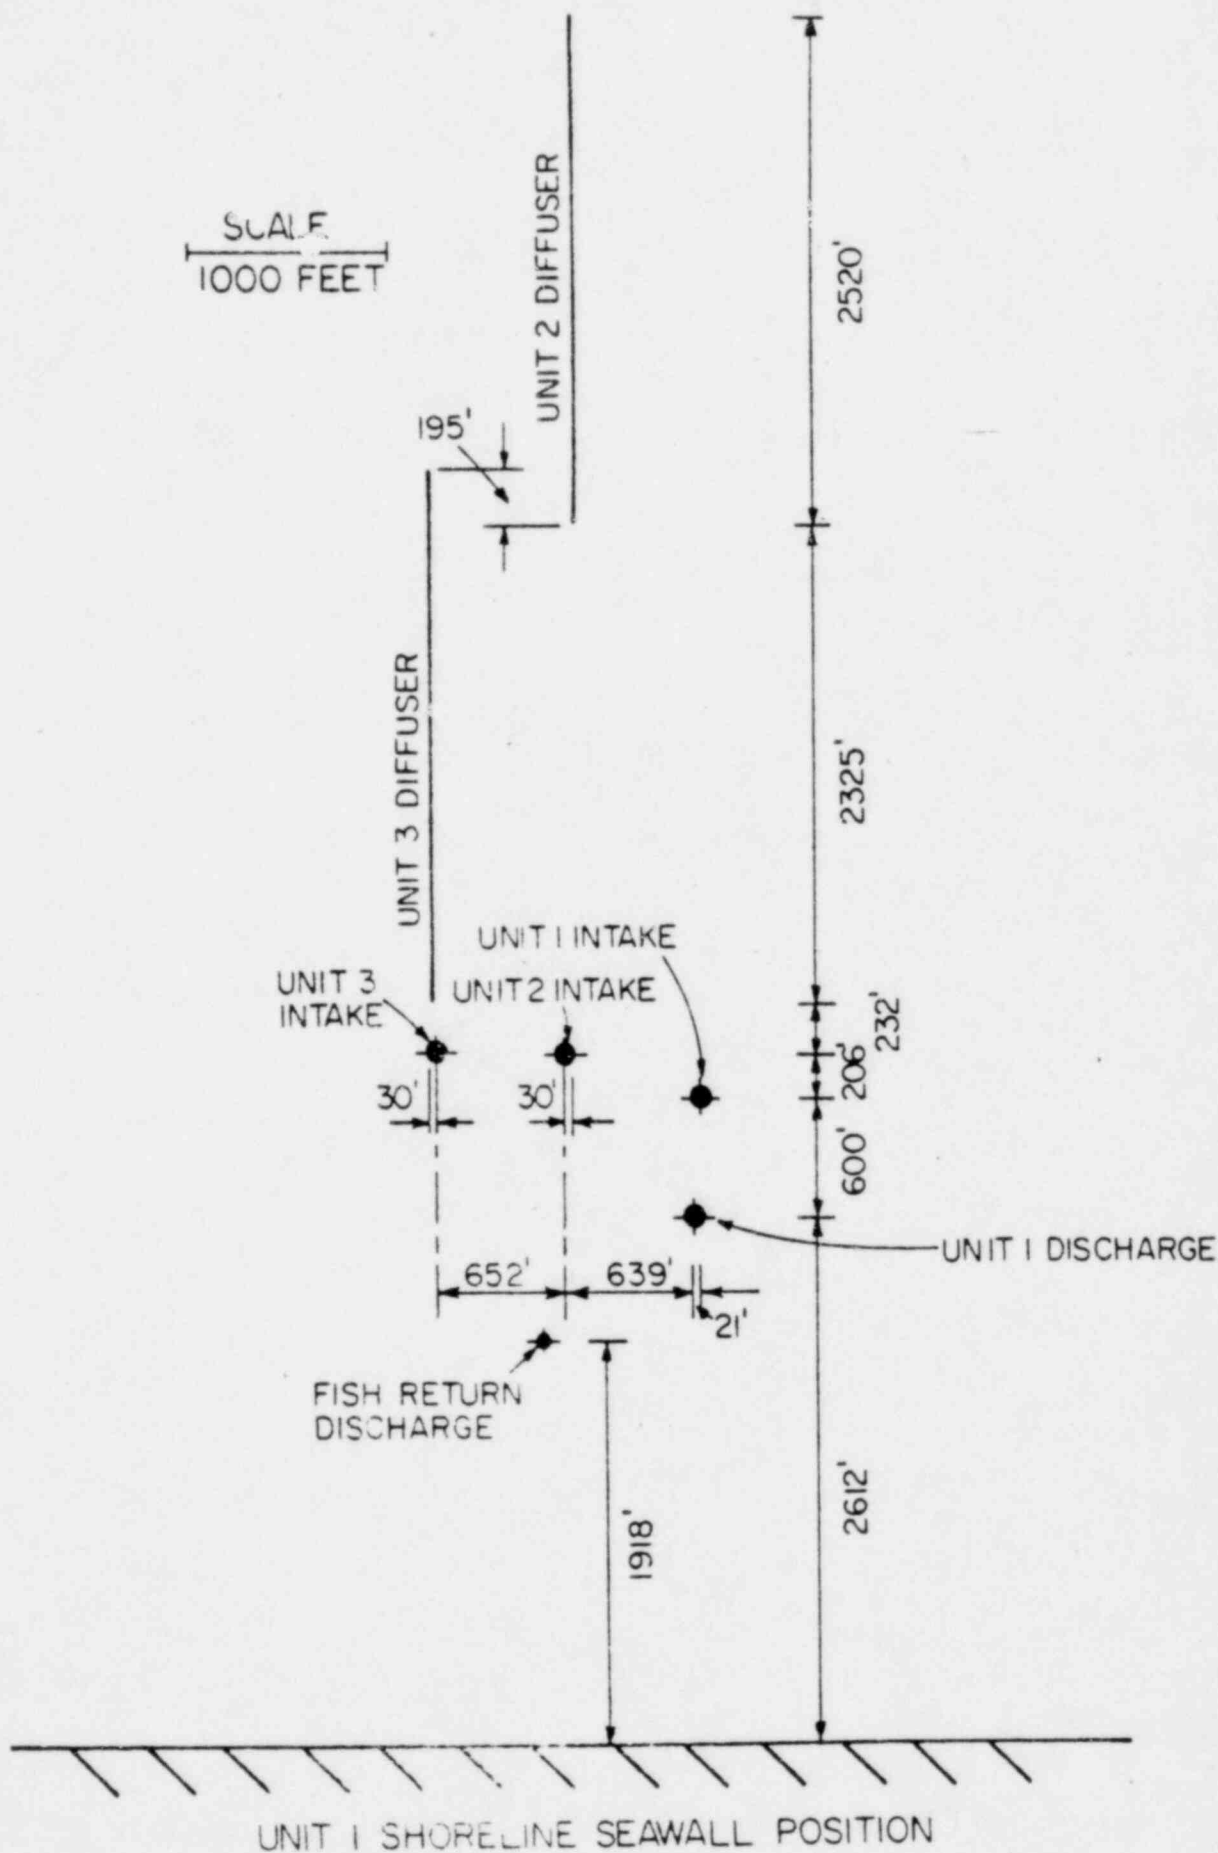 SCALE
1000 FEET
UNIT 2 DIFFUSER
2520'
195'
UNIT 3 DIFFUSER
2325'
UNIT 1 INTAKE
UNIT 3
INTAKE
UNIT 2 INTAKE
232'
206'
30'
30'
600'
UNIT 1 DISCHARGE
652'
639'
21'
FISH RETURN
DISCHARGE
1918'
2612'
UNIT 1 SHORELINE SEAWALL POSITION